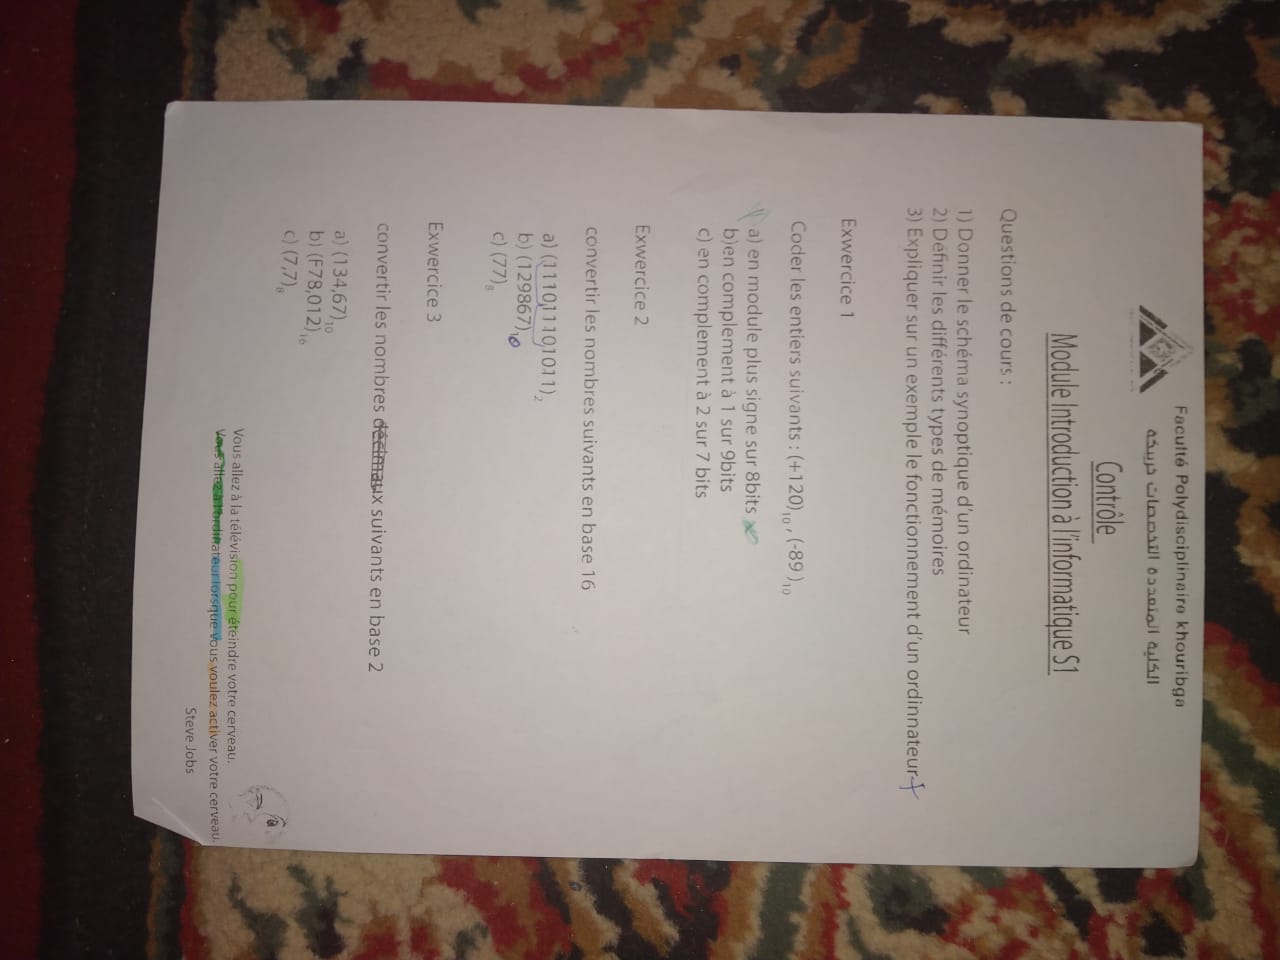 Faculté Polydisciplinaire khouribga
الكلية المتعددة التخصصات خريبكة
Contrôle
Module Introduction à l'informatique S1
Questions de cours :
1) Donner le schéma synoptique d'un ordinateur
2) Définir les différents types de mémoires
3) Expliquer sur un exemple le fonctionnement d'un ordinnateur
Exwercice 1
Coder les entiers suivants : (+120)10 , (-89 )10
a) en module plus signe sur 8bits
b)en complement à 1 sur 9bits
c) en complement à 2 sur 7 bits
Exwercice 2
convertir les nombres suivants en base 16
a) (111011101011)2
b) (129867)10
c) (77)8
Exwercice 3
convertir les nombres décimaux suivants en base 2
a) (134,67)10
b) (F78,012)16
c) (7,7)8
Vous allez à la télévision pour éteindre votre cerveau.
Vous allez à l'ordinateur lorsque vous voulez activer votre cerveau.
Steve Jobs